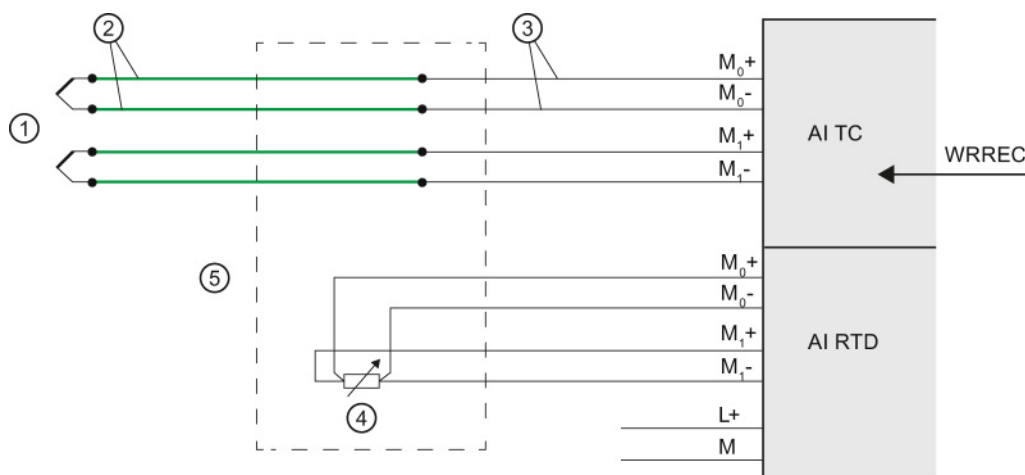 ①
②
③
M₀+
M₀-
M₁+
M₁-
AI TC
WRREC
⑤
M₀+
M₀-
M₁+
M₁-
AI RTD
④
L+
M